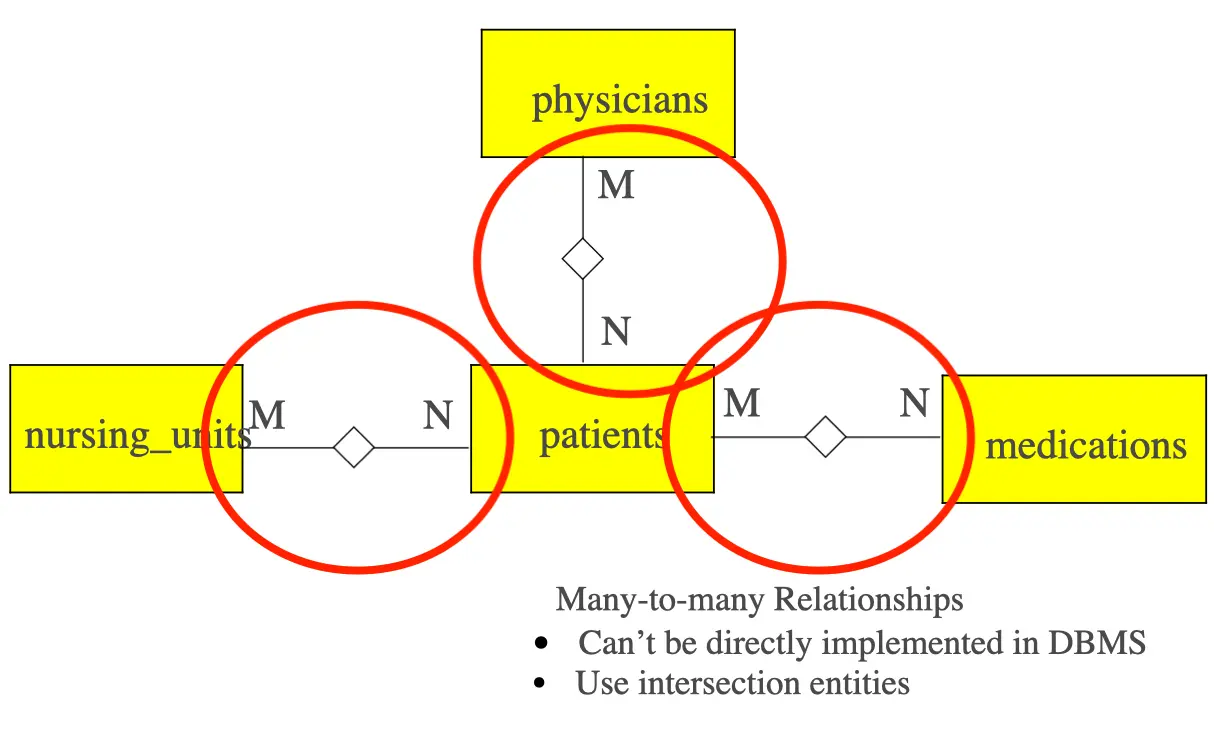 physicians
M
N
nursing_units
M
N
patients
M
N
medications
Many-to-many Relationships
• Can’t be directly implemented in DBMS
• Use intersection entities